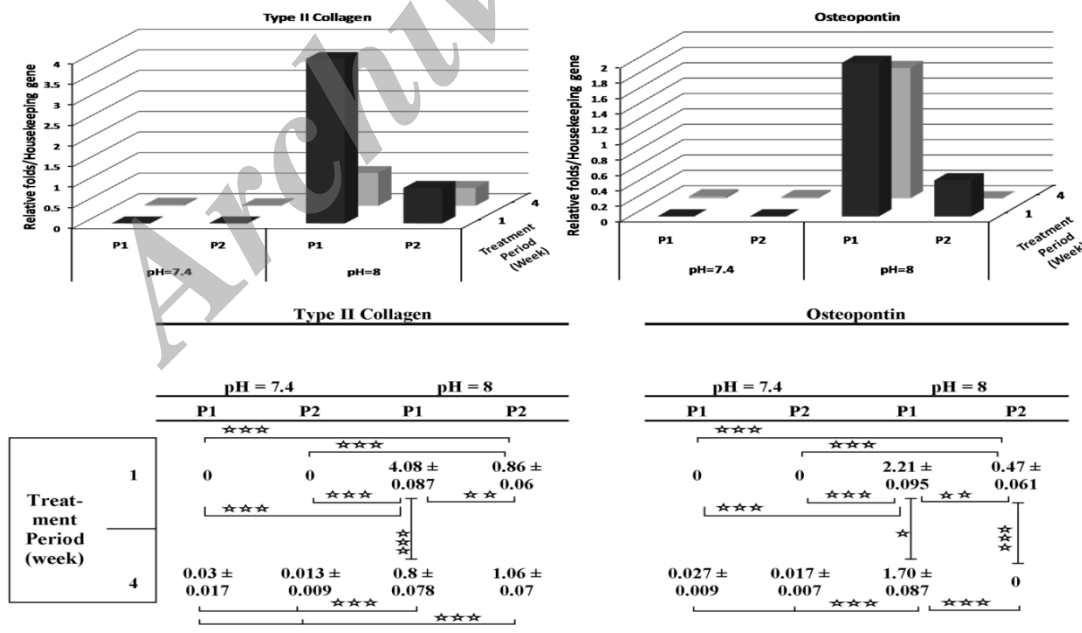 Type II Collagen
Relative folds/Housekeeping gene
4
3.5
3
2.5
2
1.5
1
0.5
0
P1 P2 P1 P2
pH=7.4 pH=8
1
4
Treatment
Period
(Week)
Osteopontin
Relative folds/Housekeeping gene
2
1.8
1.6
1.4
1.2
1
0.8
0.6
0.4
0.2
0
P1 P2 P1 P2
pH=7.4 pH=8
1
4
Treatment
Period
(Week)
Archiv
Type II Collagen
pH = 7.4 pH = 8
P1 P2 P1 P2
☆☆☆
☆☆☆
0 0 4.08 ± 0.86 ±
0.087 0.06
☆☆☆ ☆☆
☆☆☆
☆☆☆
0.03 ± 0.013 ± 0.8 ± 1.06 ±
0.017 0.009 0.078 0.07
☆☆☆
☆☆☆
Osteopontin
pH = 7.4 pH = 8
P1 P2 P1 P2
☆☆☆
☆☆☆
0 0 2.21 ± 0.47 ±
0.095 0.061
☆☆☆ ☆☆
☆☆☆
☆ ☆☆☆
0.027 ± 0.017 ± 1.70 ± 0
0.009 0.007 0.087
☆☆☆ ☆☆☆
Treat-
ment
Period
(week)
1
4